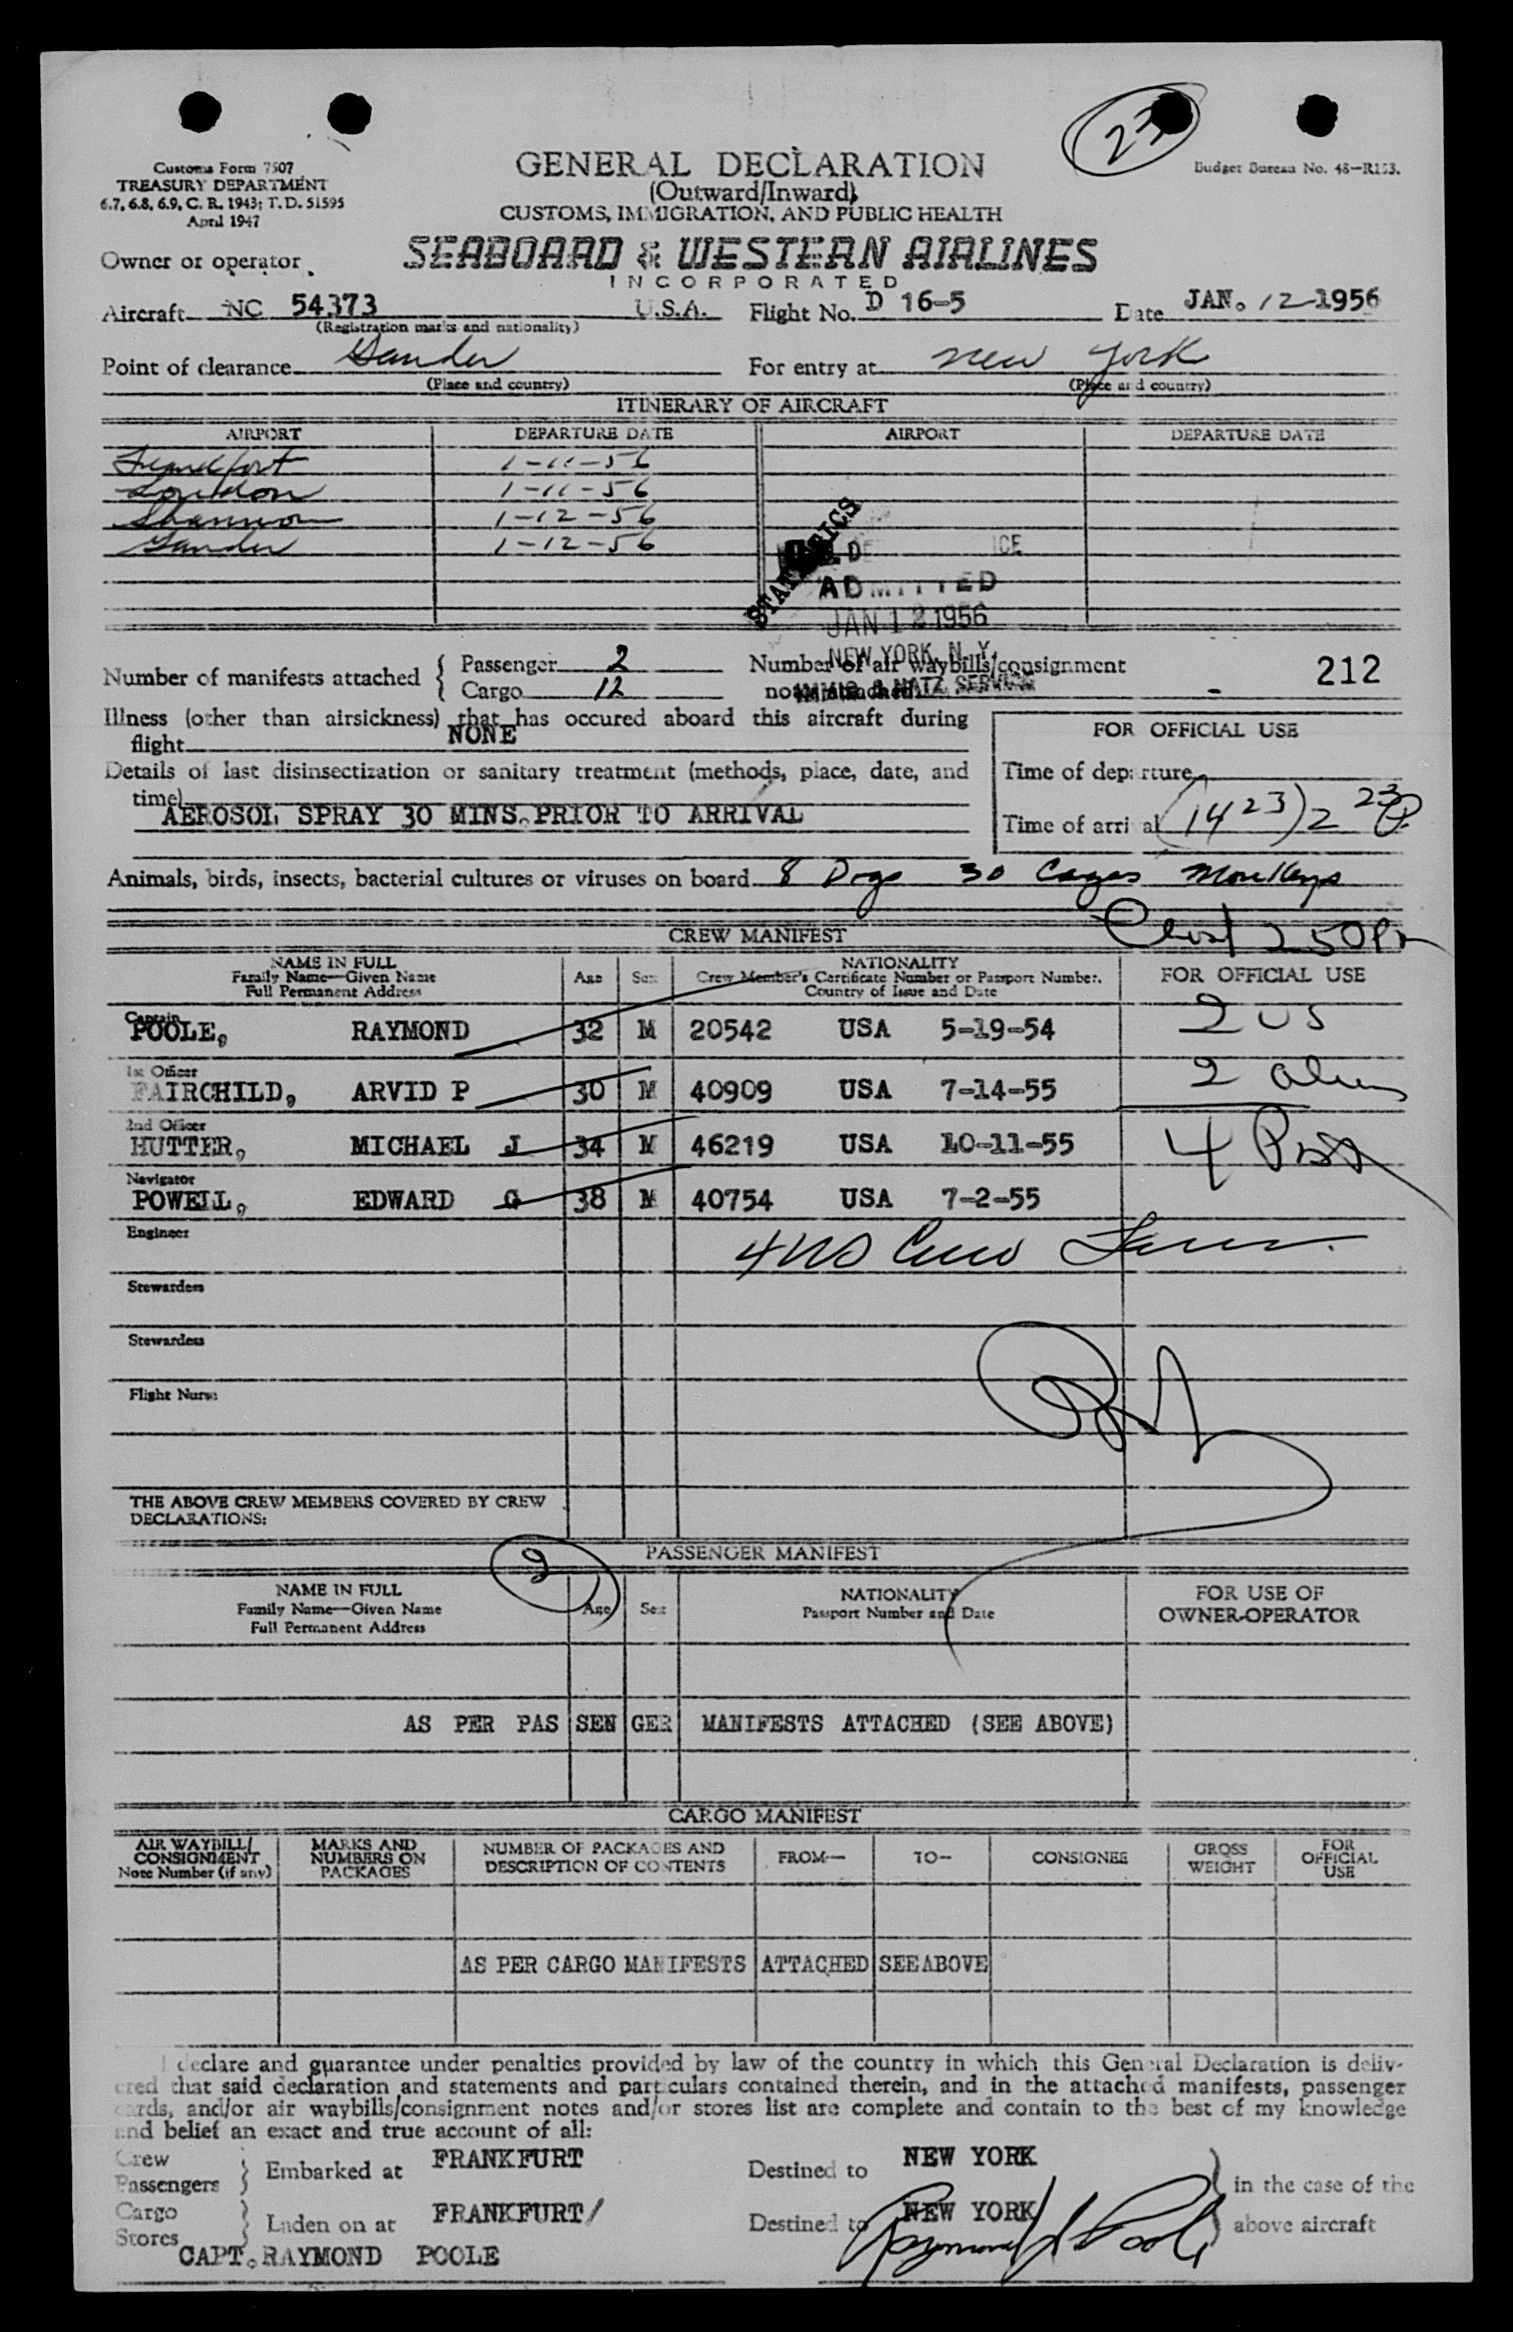 23
Customs Form 7507
TREASURY DEPARTMENT
6.7, 6.8, 6.9, C. R. 1943; T. D. 51595
April 1947
GENERAL DECLARATION
(Outward/Inward)
CUSTOMS, IMMIGRATION, AND PUBLIC HEALTH
Budget Bureau No. 48-R153.
Owner or operator SEABOARD & WESTERN AIRLINES
INCORPORATED
Aircraft NC 54373 U.S.A. Flight No. D 16-5 Date JAN. 12 1956
(Registration marks and nationality)
Point of clearance Gander For entry at New York
(Place and country) (Place and country)
ITINERARY OF AIRCRAFT
AIRPORT DEPARTURE DATE AIRPORT DEPARTURE DATE
Frankfort 1-11-56
London 1-11-56
Shannon 1-12-56
Gander 1-12-56
STATISTICS
ADMITTED
JAN 12 1956
NEW YORK, N. Y.
IMMIG. & NATZ. SERVICE
Number of manifests attached { Passenger 2
Cargo 12
Number of air waybills/consignment
notes attached - 212
Illness (other than airsickness) that has occured aboard this aircraft during
flight NONE
Details of last disinsectization or sanitary treatment (methods, place, date, and
time)
AEROSOL SPRAY 30 MINS. PRIOR TO ARRIVAL
FOR OFFICIAL USE
Time of departure
Time of arrival (1423) 2 23 P.
Animals, birds, insects, bacterial cultures or viruses on board 8 Dogs 30 Cages Monkeys
250 Pm
CREW MANIFEST
NAME IN FULL
Family Name—Given Name
Full Permanent Address
Age Sex
NATIONALITY
Crew Member's Certificate Number or Passport Number.
Country of Issue and Date
FOR OFFICIAL USE
Captain
POOLE, RAYMOND 32 M 20542 USA 5-19-54 2 US
1st Officer
FAIRCHILD, ARVID P 30 M 40909 USA 7-14-55 2 alien
2nd Officer
HUTTER, MICHAEL J 34 M 46219 USA 10-11-55 4 Pass
Navigator
POWELL, EDWARD G 38 M 40754 USA 7-2-55
Engineer
4 US Crew
Stewardess
Stewardess
Flight Nurse
THE ABOVE CREW MEMBERS COVERED BY CREW
DECLARATIONS:
PASSENGER MANIFEST
2
NAME IN FULL
Family Name—Given Name
Full Permanent Address
Age Sex
NATIONALITY
Passport Number and Date
FOR USE OF
OWNER-OPERATOR
AS PER PAS SEN GER MANIFESTS ATTACHED (SEE ABOVE)
CARGO MANIFEST
AIR WAYBILL/
CONSIGNMENT
Note Number (if any)
MARKS AND
NUMBERS ON
PACKAGES
NUMBER OF PACKAGES AND
DESCRIPTION OF CONTENTS
FROM— TO— CONSIGNEE
GROSS
WEIGHT
FOR
OFFICIAL
USE
AS PER CARGO MANIFESTS ATTACHED SEE ABOVE
I declare and guarantee under penalties provided by law of the country in which this General Declaration is deliv-
ered that said declaration and statements and particulars contained therein, and in the attached manifests, passenger
cards, and/or air waybills/consignment notes and/or stores list are complete and contain to the best of my knowledge
and belief an exact and true account of all:
Crew
Passengers } Embarked at FRANKFURT Destined to NEW YORK
in the case of the
Cargo
Stores } Laden on at FRANKFURT/ Destined to NEW YORK/ above aircraft
CAPT. RAYMOND POOLE Raymond J Poole